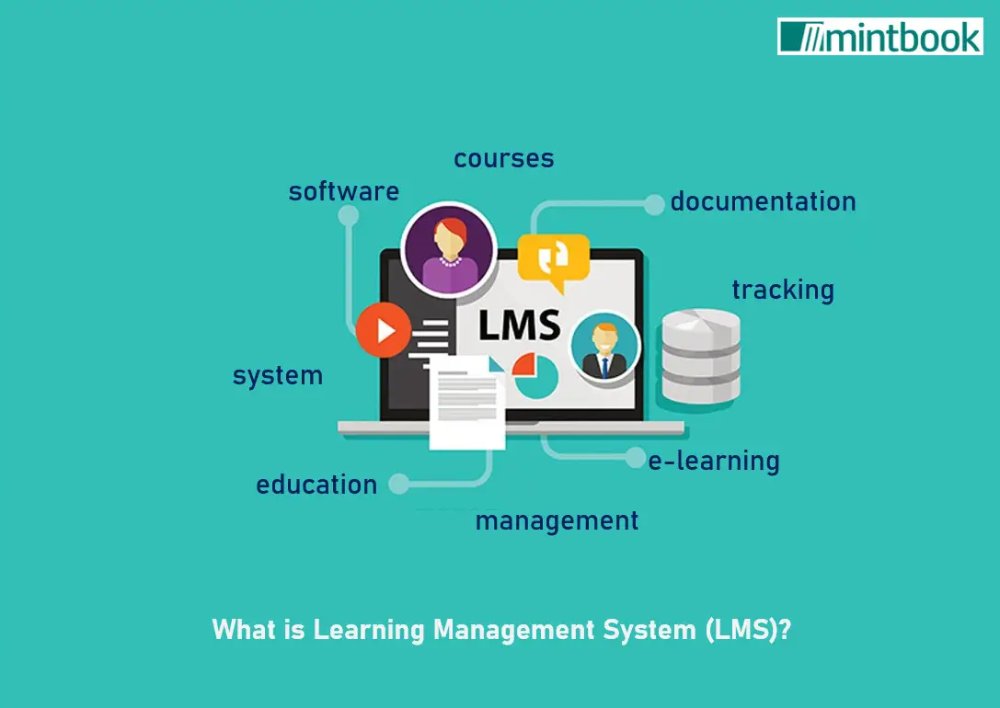 mintbook
courses
software
documentation
tracking
LMS
system
e-learning
education
management
What is Learning Management System (LMS)?